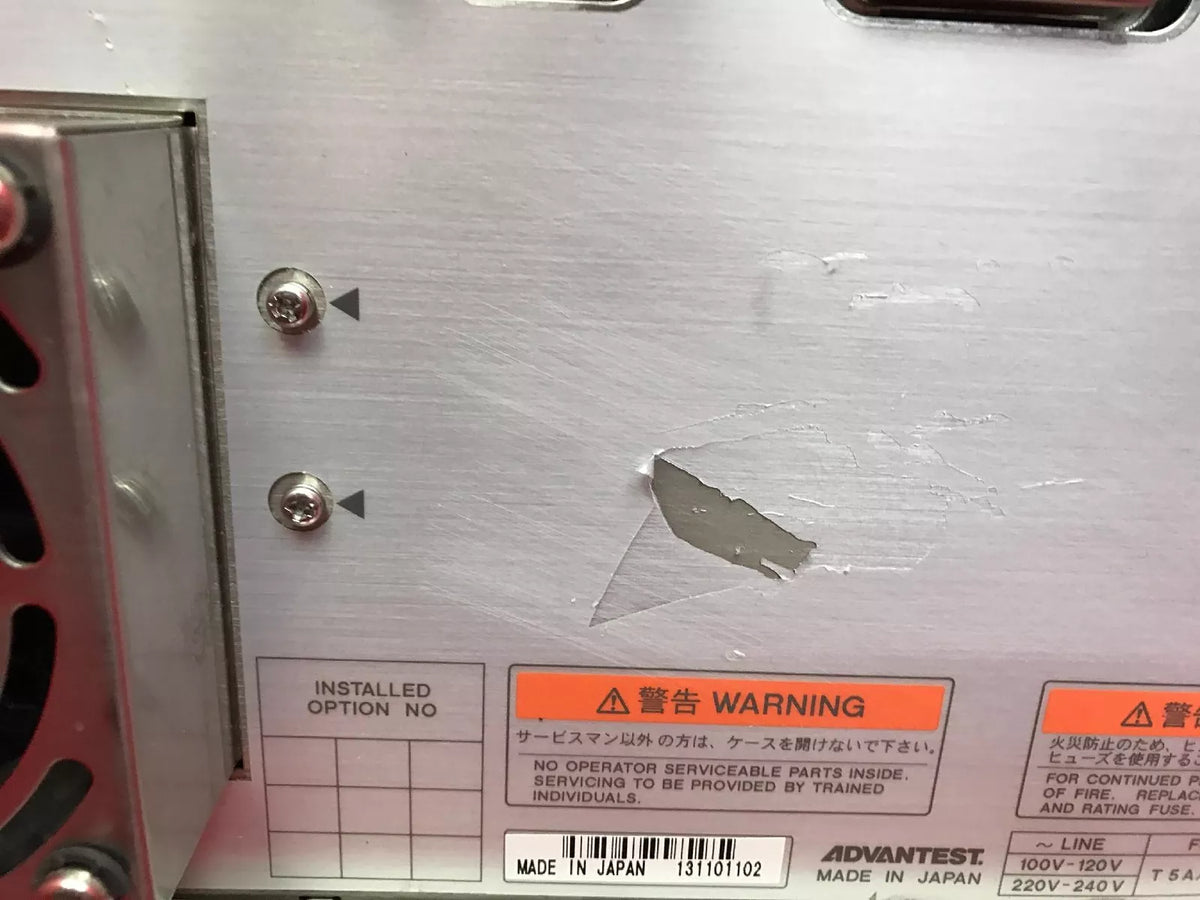 INSTALLED
OPTION NO
⚠ 警告 WARNING
サービスマン以外の方は、ケースを開けないで下さい。
NO OPERATOR SERVICEABLE PARTS INSIDE.
SERVICING TO BE PROVIDED BY TRAINED
INDIVIDUALS.
MADE IN JAPAN 131101102
ADVANTEST.
MADE IN JAPAN
⚠ 警告
火災防止のため、ヒ
ヒューズを使用するこ
FOR CONTINUED P
OF FIRE. REPLAC
AND RATING FUSE.
~ LINE F
100V-120V
220V-240V
T 5A